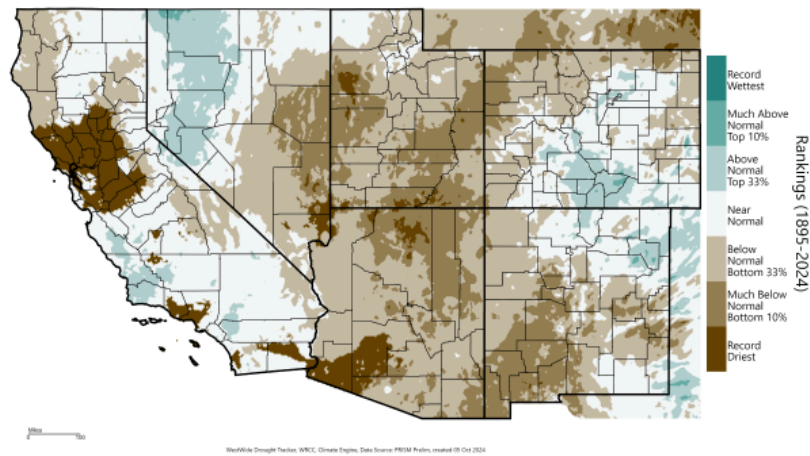 Record
Wettest
Much Above
Normal
Top 10%
Above
Normal
Top 33%
Near
Normal
Below
Normal
Bottom 33%
Much Below
Normal
Bottom 10%
Record
Driest
Rankings (1895-2024)
Miles
0 100
WestWide Drought Tracker, WRCC, Climate Engine, Data Source: PRISM Prelim, created 05 Oct 2024